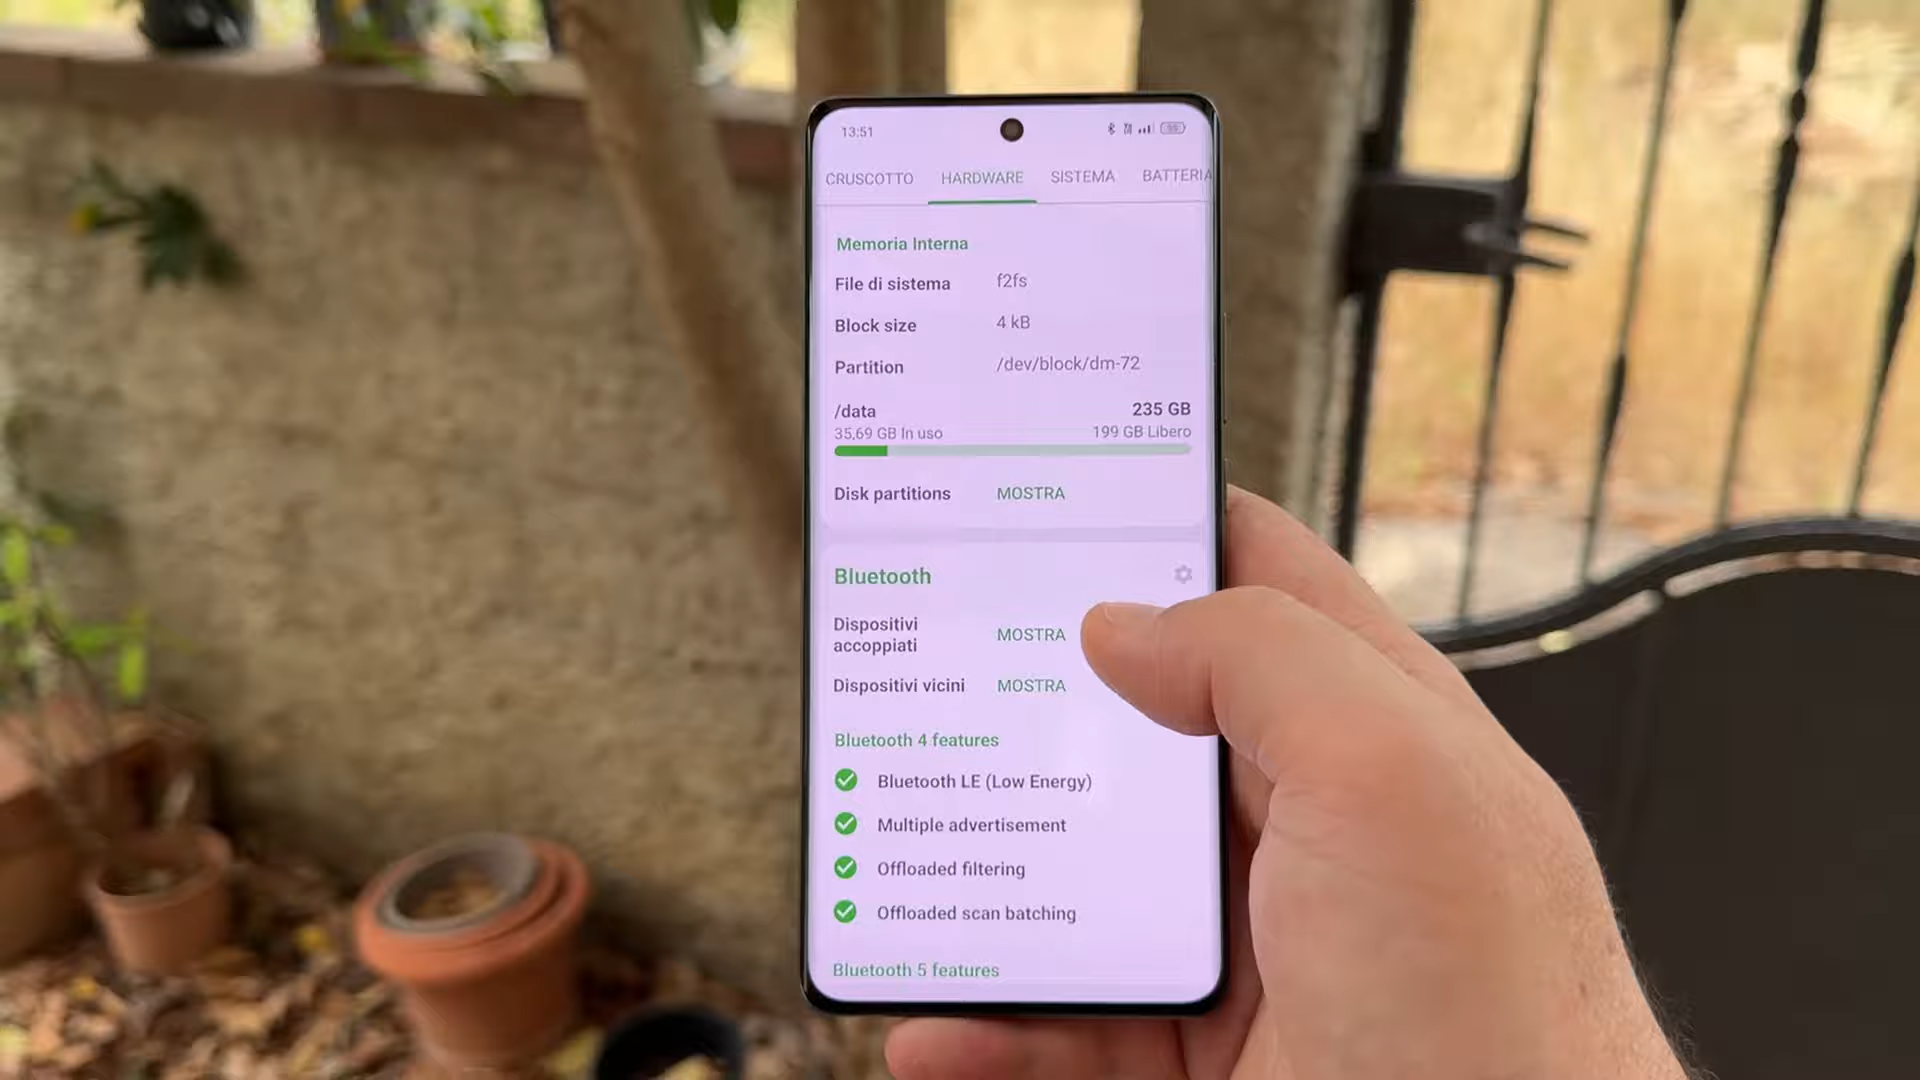 13:51
CRUSCOTTO HARDWARE SISTEMA BATTERIA
Memoria Interna
File di sistema f2fs
Block size 4 kB
Partition /dev/block/dm-72
/data 235 GB
35,69 GB In uso 199 GB Libero
Disk partitions MOSTRA
Bluetooth
Dispositivi
accoppiati MOSTRA
Dispositivi vicini MOSTRA
Bluetooth 4 features
Bluetooth LE (Low Energy)
Multiple advertisement
Offloaded filtering
Offloaded scan batching
Bluetooth 5 features